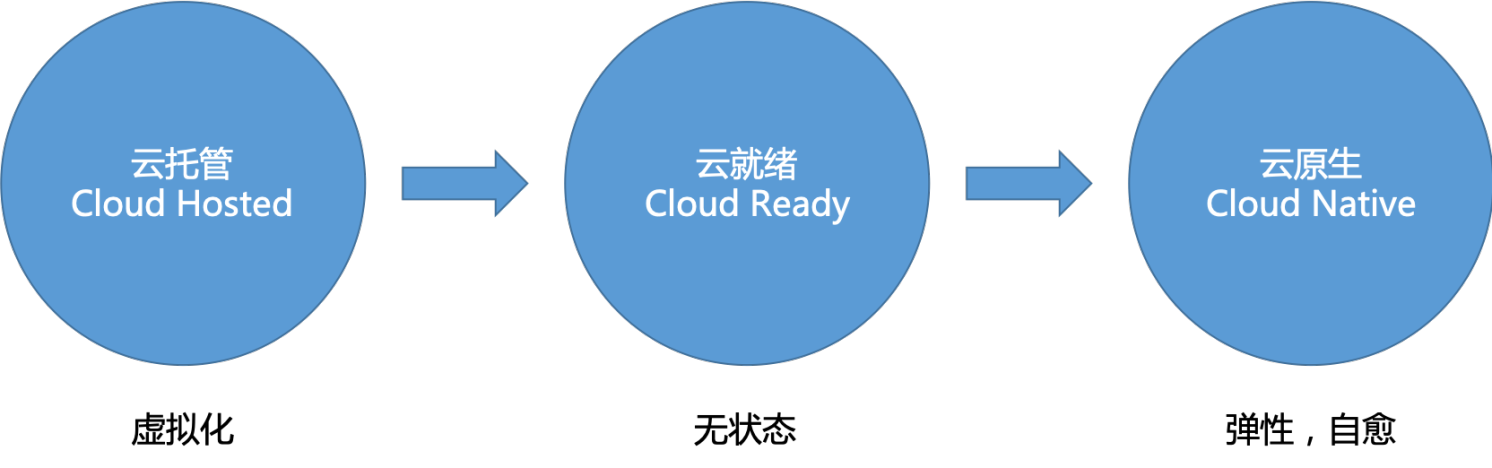 云托管
Cloud Hosted
云就绪
Cloud Ready
云原生
Cloud Native
虚拟化
无状态
弹性，自愈